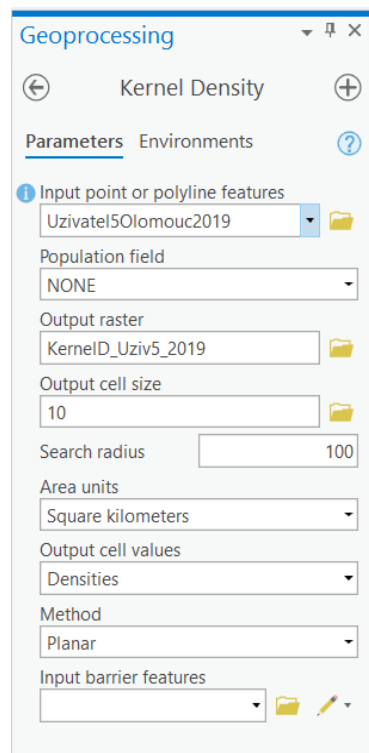 Geoprocessing
Kernel Density
Parameters Environments
Input point or polyline features
Uzivatel5Olomouc2019
Population field
NONE
Output raster
KernelD_Uziv5_2019
Output cell size
10
Search radius 100
Area units
Square kilometers
Output cell values
Densities
Method
Planar
Input barrier features